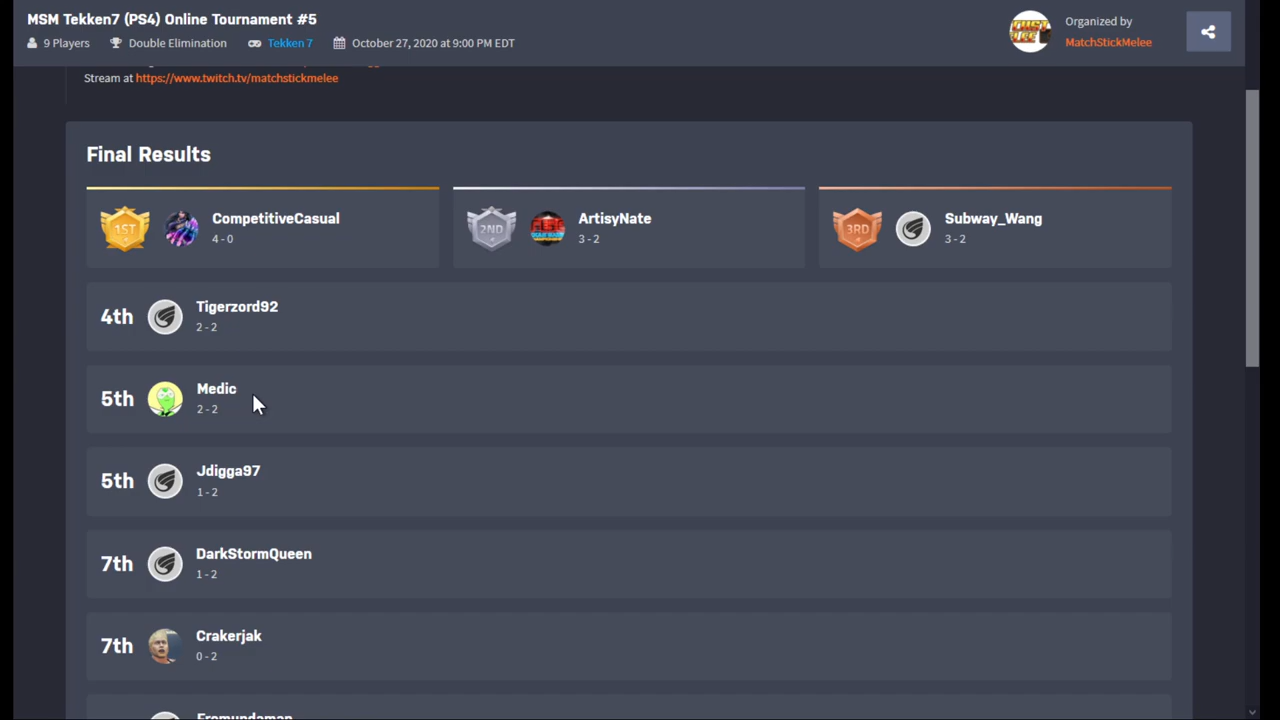 MSM Tekken7 (PS4) Online Tournament #5
9 Players Double Elimination Tekken 7 October 27, 2020 at 9:00 PM EDT
Organized by
MatchStickMelee
Stream at https://www.twitch.tv/matchstickmelee
Final Results
1ST
CompetitiveCasual
4 - 0
2ND
ArtisyNate
3 - 2
3RD
Subway_Wang
3 - 2
4th
Tigerzord92
2 - 2
5th
Medic
2 - 2
5th
Jdigga97
1 - 2
7th
DarkStormQueen
1 - 2
7th
Crakerjak
0 - 2